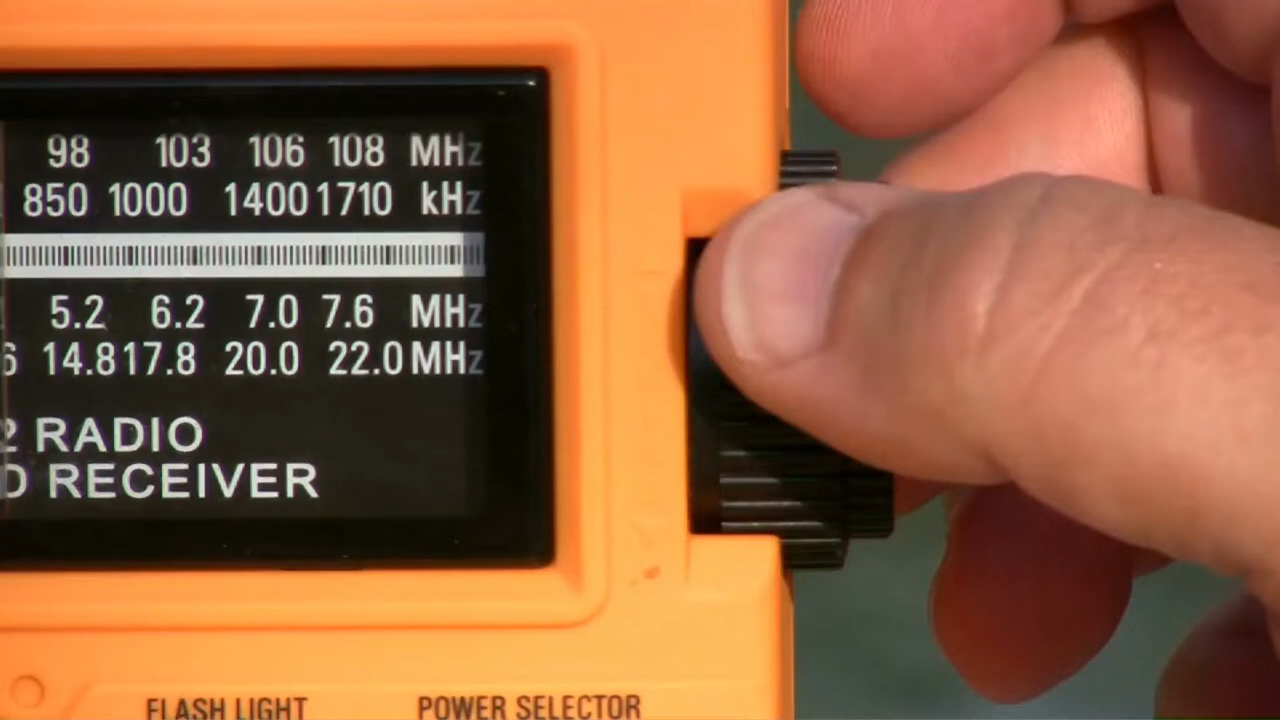 98 103 106 108 MHz
850 1000 1400 1710 kHz
5.2 6.2 7.0 7.6 MHz
14.8 17.8 20.0 22.0 MHz
RADIO
RECEIVER
FLASH LIGHT POWER SELECTOR